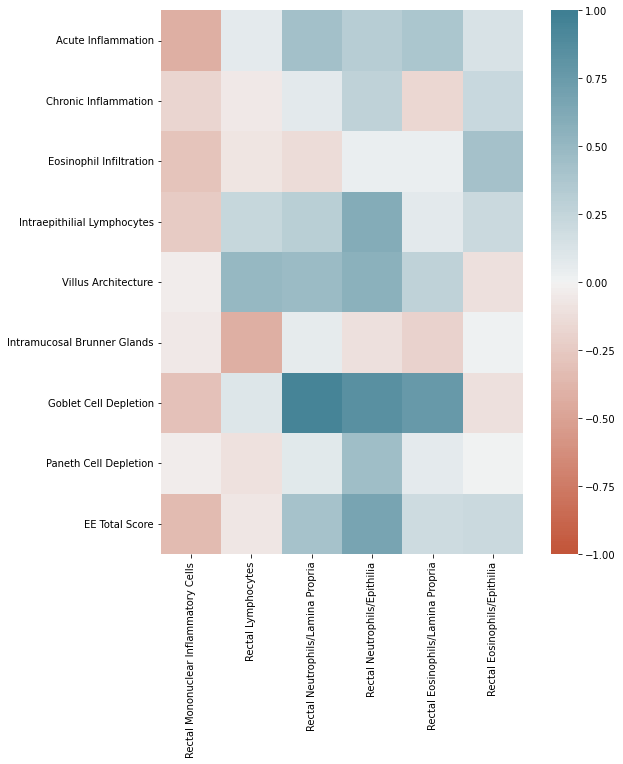 Acute Inflammation
Chronic Inflammation
Eosinophil Infiltration
Intraepithilial Lymphocytes
Villus Architecture
Intramucosal Brunner Glands
Goblet Cell Depletion
Paneth Cell Depletion
EE Total Score
Rectal Mononuclear Inflammatory Cells
Rectal Lymphocytes
Rectal Neutrophils/Lamina Propria
Rectal Neutrophils/Epithilia
Rectal Eosinophils/Lamina Propria
Rectal Eosinophils/Epithilia
1.00
0.75
0.50
0.25
0.00
−0.25
−0.50
−0.75
−1.00